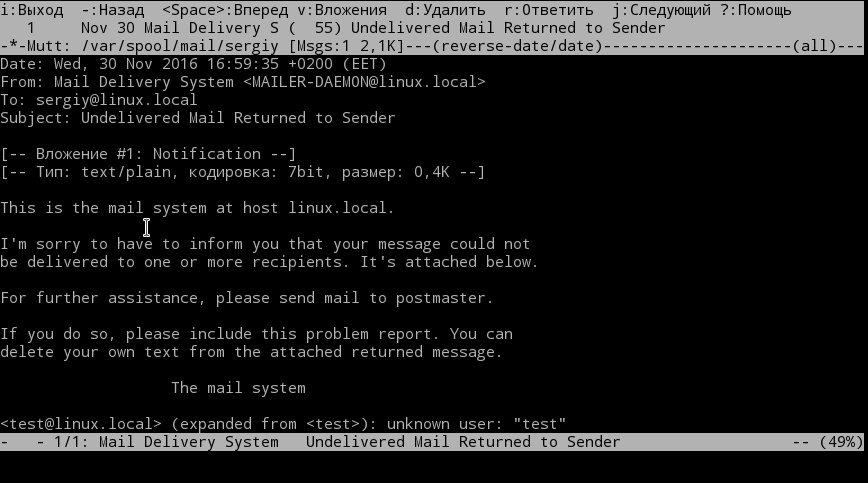 i:Выход  -:Назад  <Space>:Вперед v:Вложения  d:Удалить  r:Ответить  j:Следующий ?:Помощь
1     Nov 30 Mail Delivery S (  55) Undelivered Mail Returned to Sender
-*-Mutt: /var/spool/mail/sergiy [Msgs:1 2,1K]---(reverse-date/date)---------------------(all)---
Date: Wed, 30 Nov 2016 16:59:35 +0200 (EET)
From: Mail Delivery System <MAILER-DAEMON@linux.local>
To: sergiy@linux.local
Subject: Undelivered Mail Returned to Sender
[-- Вложение #1: Notification --]
[-- Тип: text/plain, кодировка: 7bit, размер: 0,4K --]
This is the mail system at host linux.local.
I'm sorry to have to inform you that your message could not
be delivered to one or more recipients. It's attached below.
For further assistance, please send mail to postmaster.
If you do so, please include this problem report. You can
delete your own text from the attached returned message.
The mail system
<test@linux.local> (expanded from <test>): unknown user: "test"
-   - 1/1: Mail Delivery System   Undelivered Mail Returned to Sender                   -- (49%)